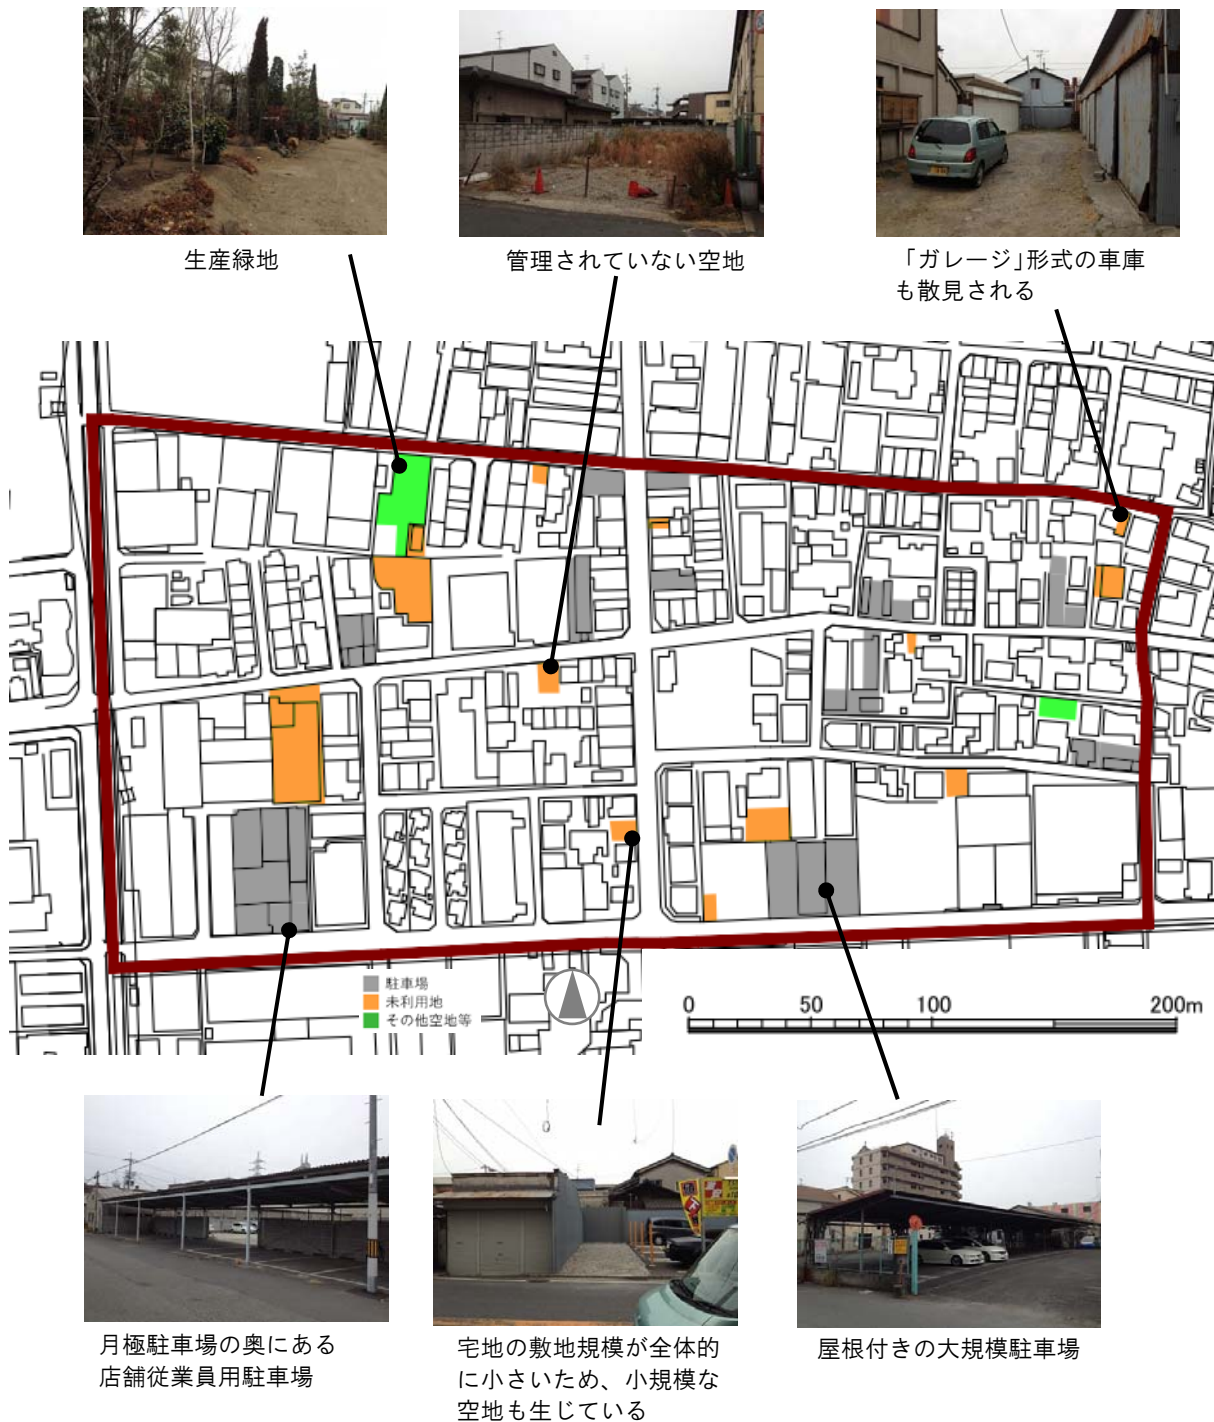 生産緑地
管理されていない空地
「ガレージ」形式の車庫
も散見される
駐車場
未利用地
その他空地等
0 50 100 200m
月極駐車場の奥にある
店舗従業員用駐車場
宅地の敷地規模が全体的
に小さいため、小規模な
空地も生じている
屋根付きの大規模駐車場